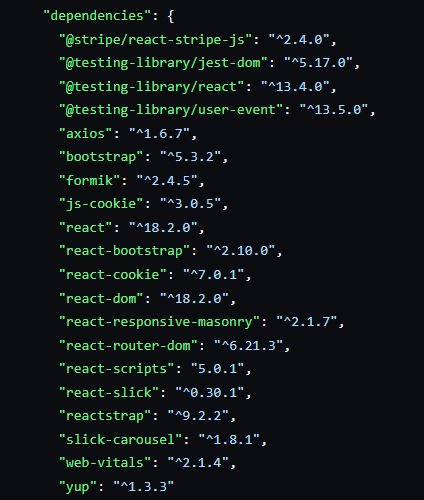 "dependencies": {
"@stripe/react-stripe-js": "^2.4.0",
"@testing-library/jest-dom": "^5.17.0",
"@testing-library/react": "^13.4.0",
"@testing-library/user-event": "^13.5.0",
"axios": "^1.6.7",
"bootstrap": "^5.3.2",
"formik": "^2.4.5",
"js-cookie": "^3.0.5",
"react": "^18.2.0",
"react-bootstrap": "^2.10.0",
"react-cookie": "^7.0.1",
"react-dom": "^18.2.0",
"react-responsive-masonry": "^2.1.7",
"react-router-dom": "^6.21.3",
"react-scripts": "5.0.1",
"react-slick": "^0.30.1",
"reactstrap": "^9.2.2",
"slick-carousel": "^1.8.1",
"web-vitals": "^2.1.4",
"yup": "^1.3.3"